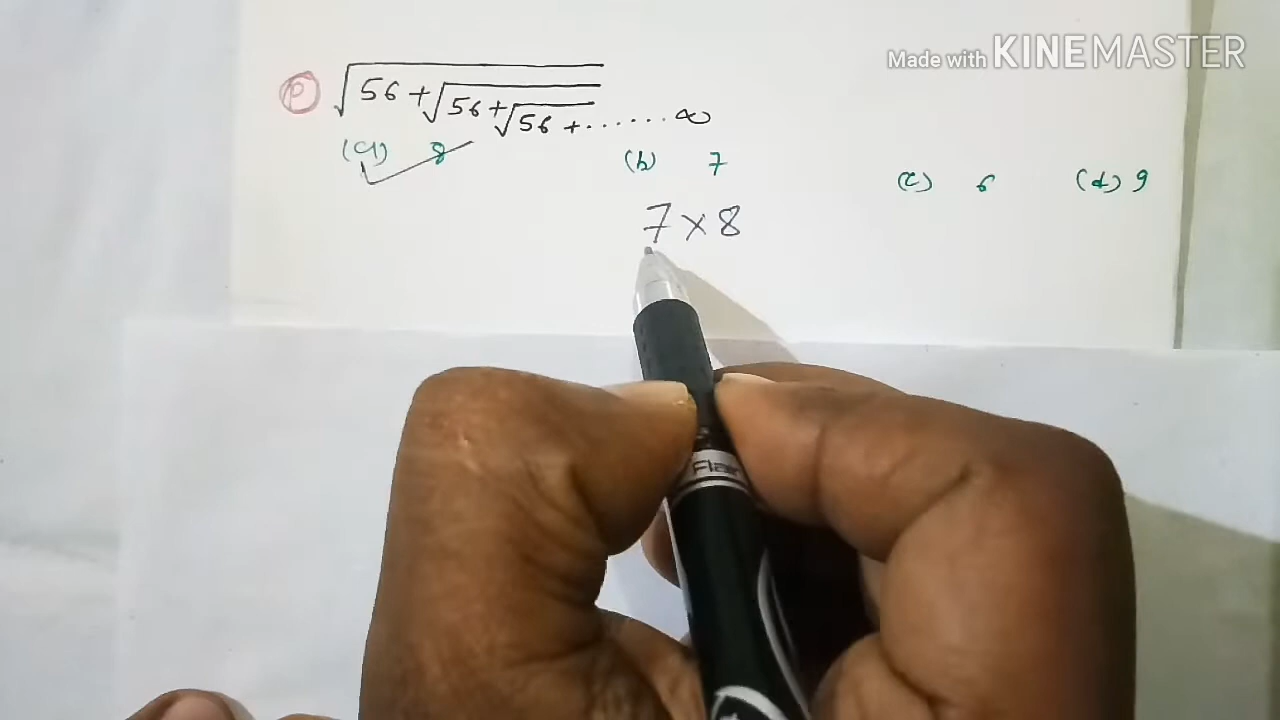 Made with KINEMASTER
(P) √56 + √56 + √56 + ...... ∞
(a) 8 (b) 7 (c) 6 (d) 9
7 × 8
Flair